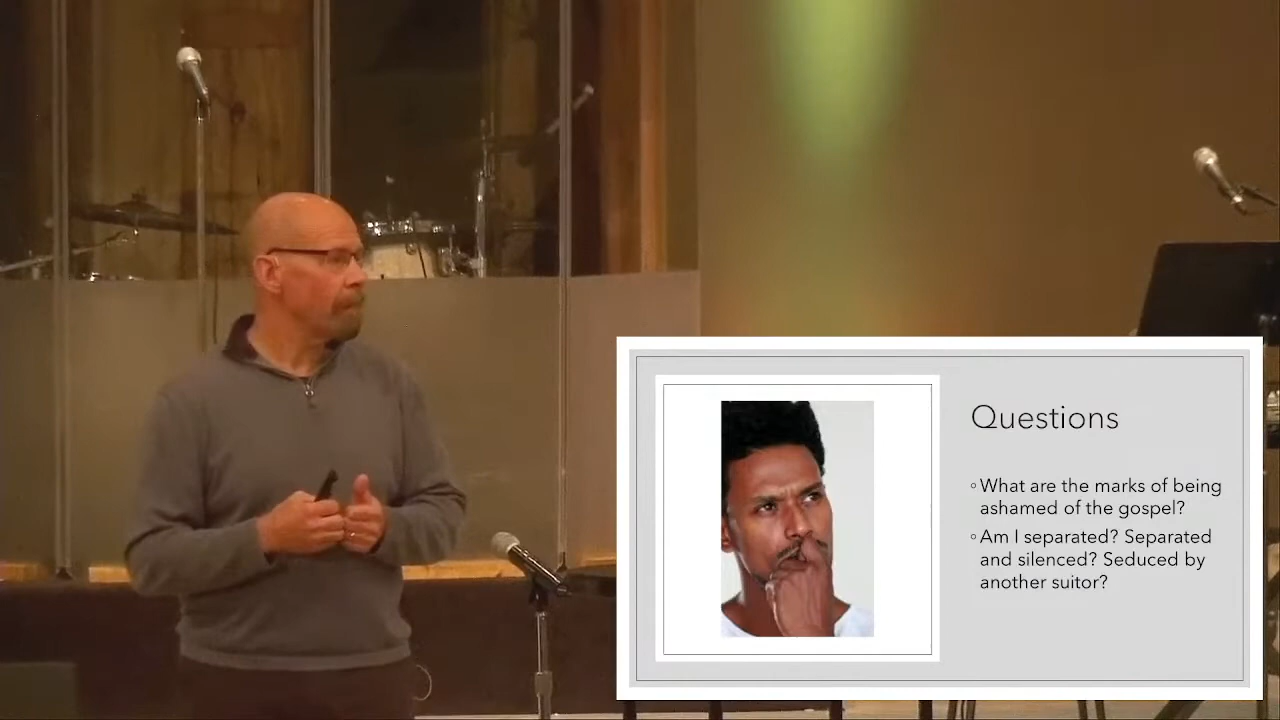 Questions
◦What are the marks of being
ashamed of the gospel?
◦Am I separated? Separated
and silenced? Seduced by
another suitor?